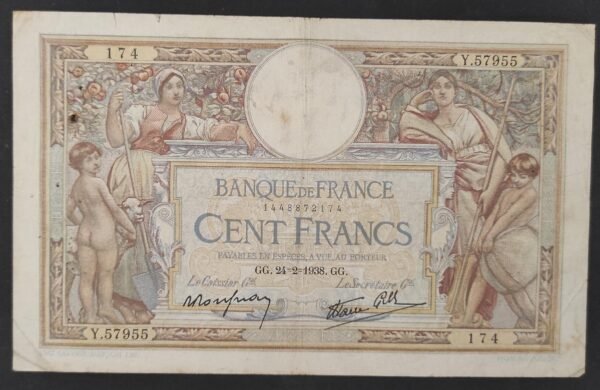 174 Y.57955
BANQUE DE FRANCE
1448872174
CENT FRANCS
PAYABLES EN ESPÈCES, A VUE, AU PORTEUR
GG. 24-2-1938. GG.
Le Caissier Gᵃˡ. Le Secrétaire Gᵃˡ.
Y.57955 174